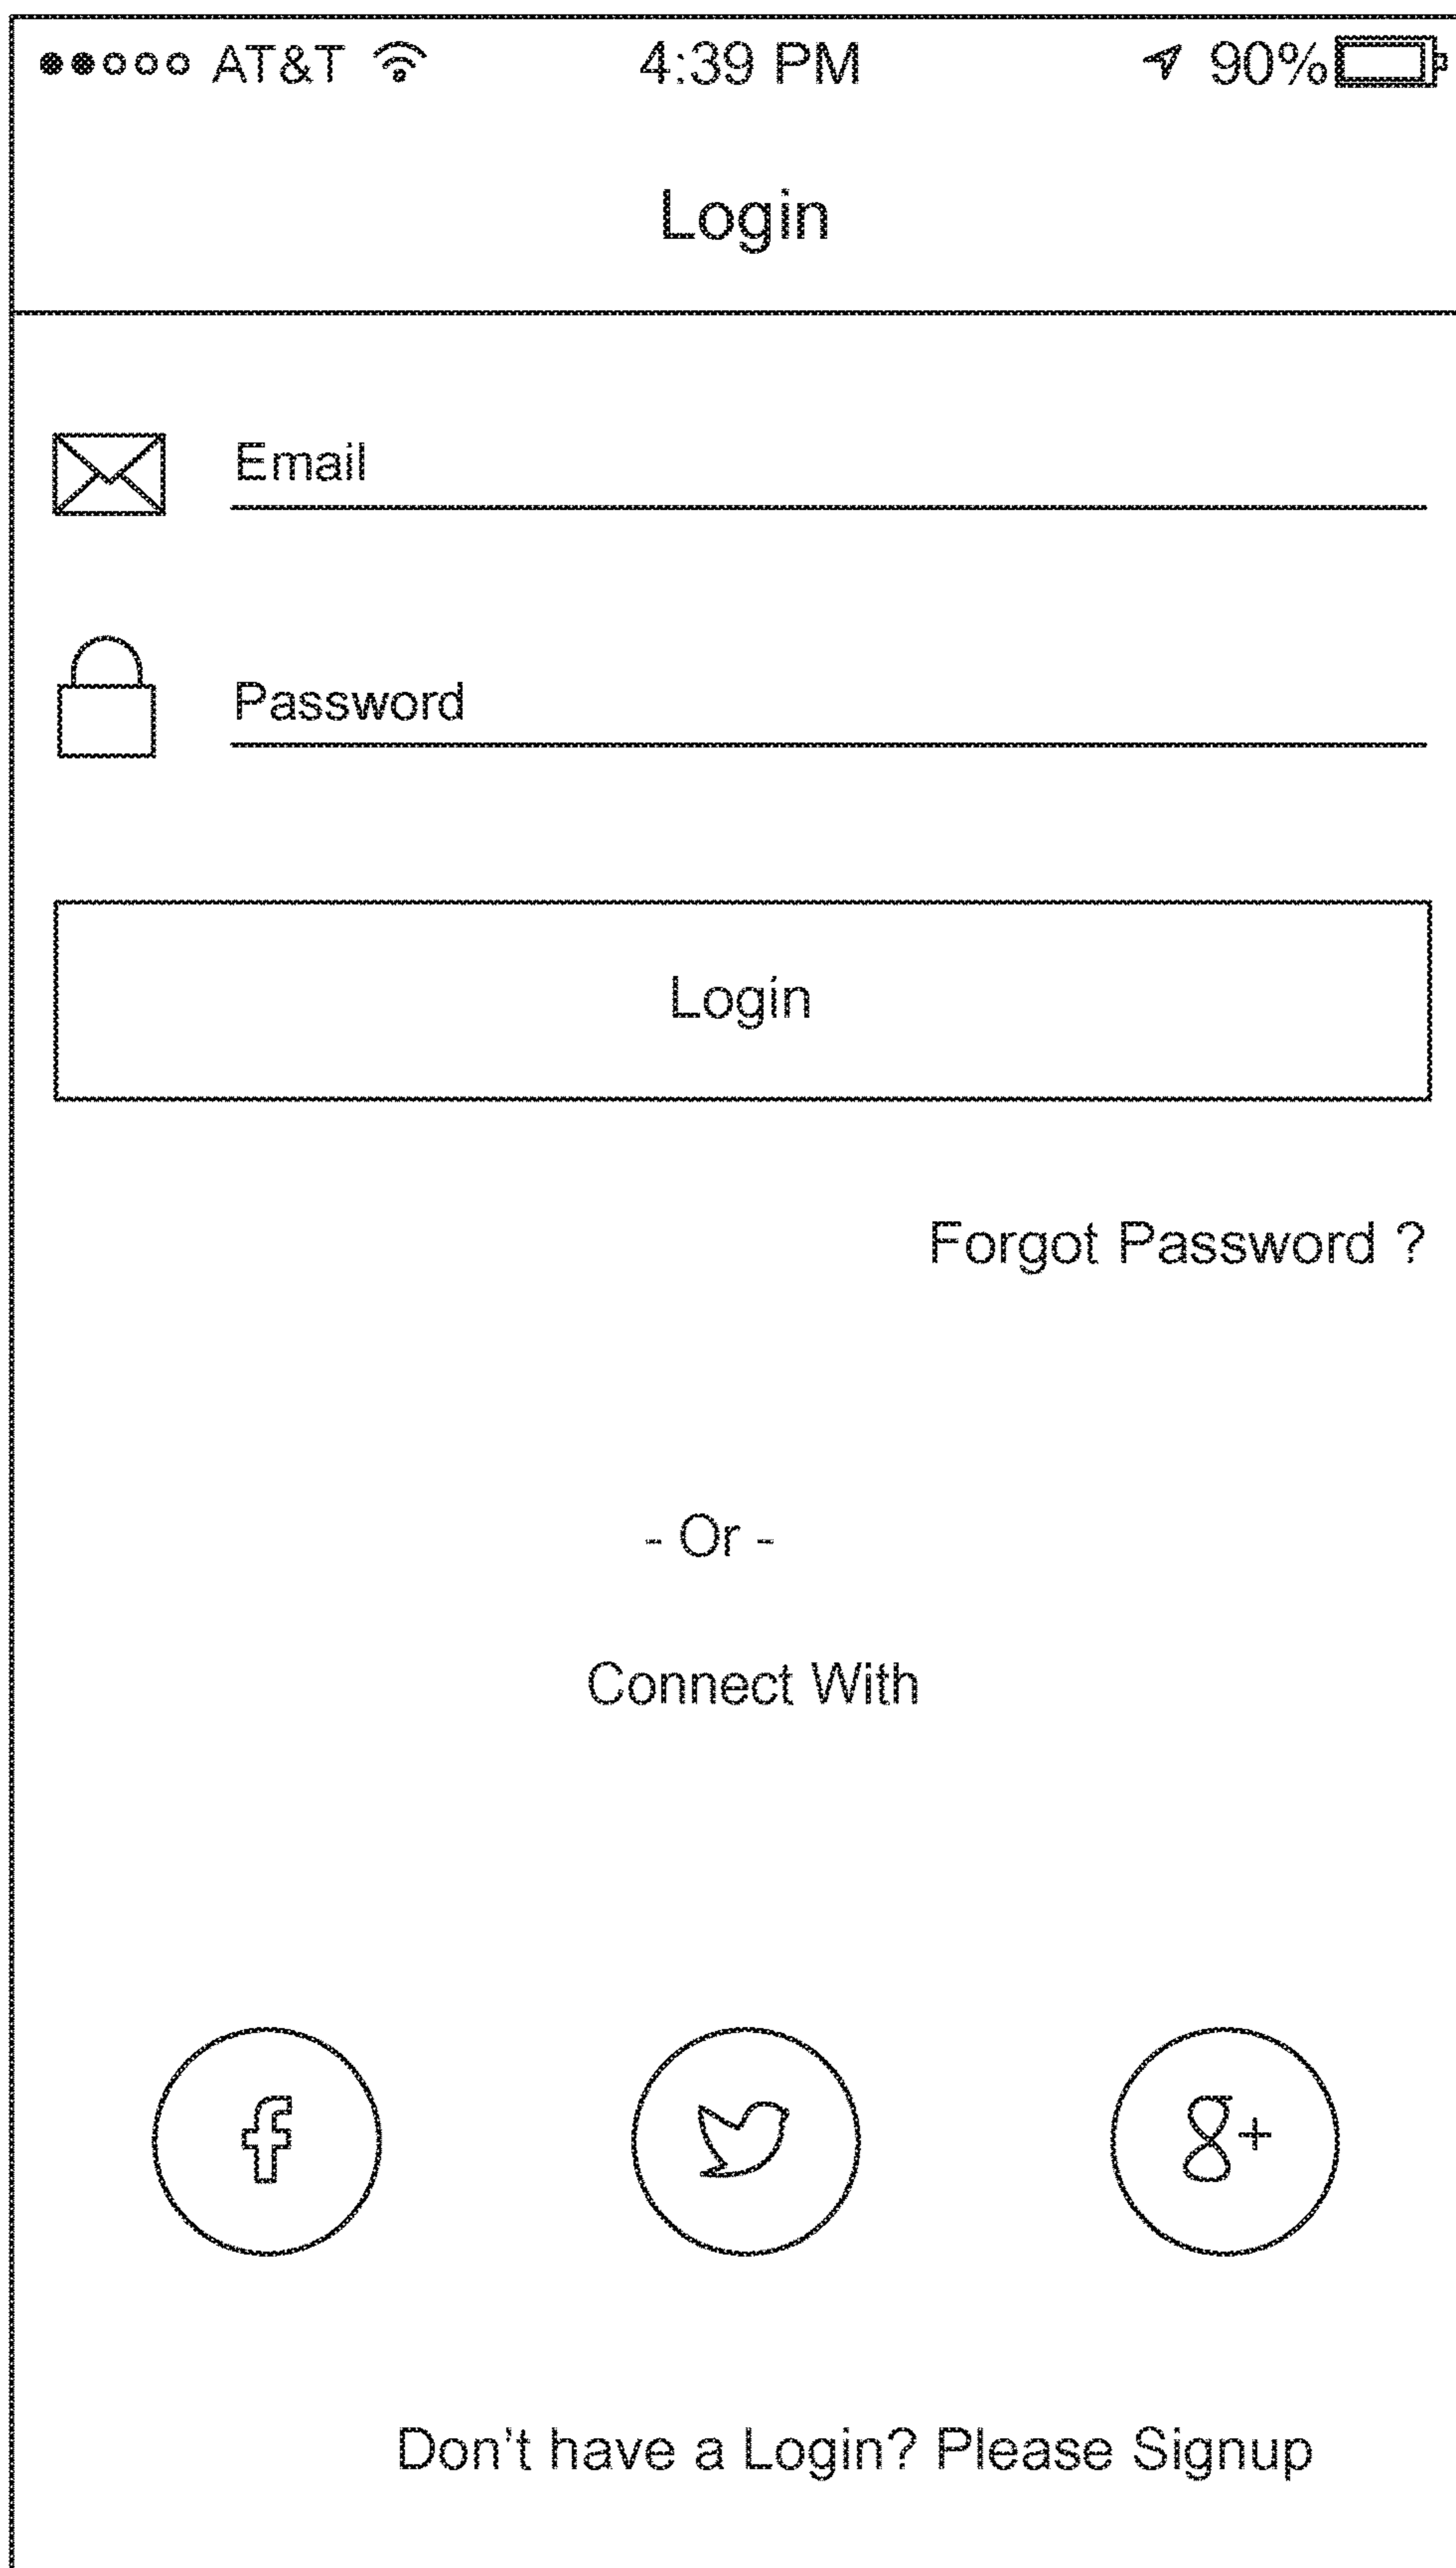 AT&T 4:39 PM 90%
Login
Email
Password
Login
Forgot Password ?
- Or -
Connect With
f g+
Don't have a Login? Please Signup